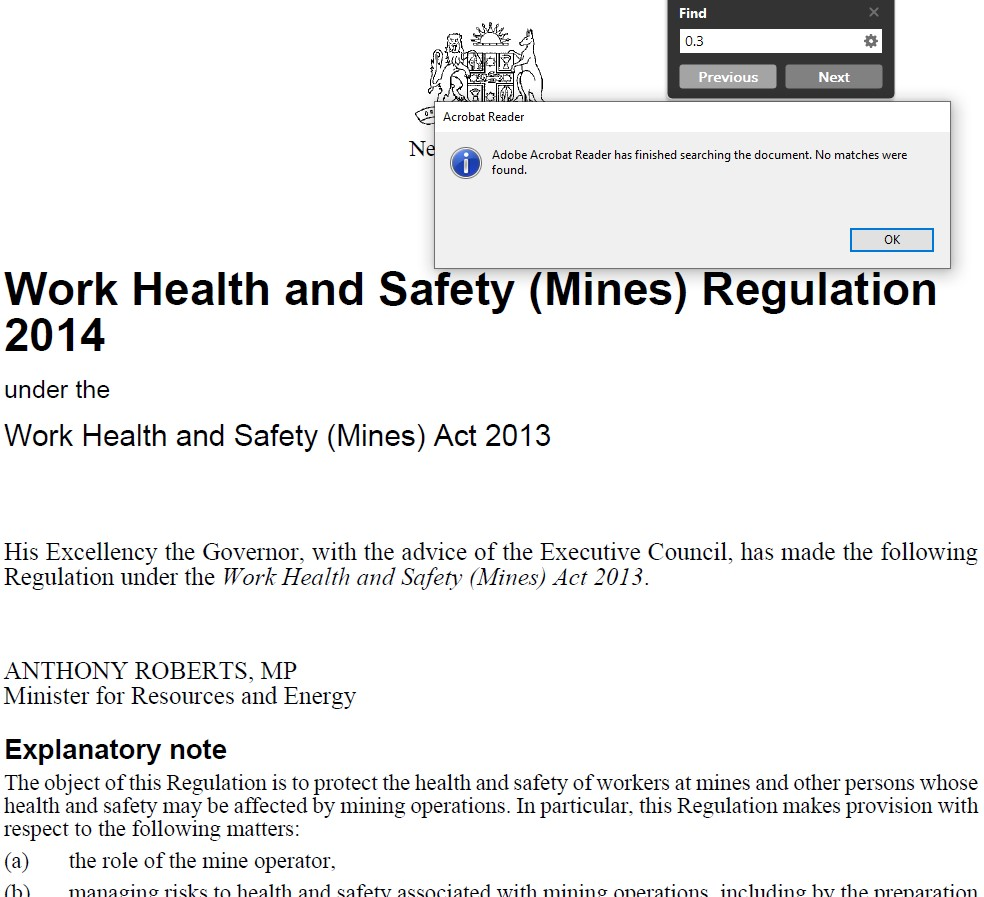 Find
0.3
Previous
Next
Acrobat Reader
Adobe Acrobat Reader has finished searching the document. No matches were
found.
OK
Ne
Work Health and Safety (Mines) Regulation
2014
under the
Work Health and Safety (Mines) Act 2013
His Excellency the Governor, with the advice of the Executive Council, has made the following
Regulation under the Work Health and Safety (Mines) Act 2013.
ANTHONY ROBERTS, MP
Minister for Resources and Energy
Explanatory note
The object of this Regulation is to protect the health and safety of workers at mines and other persons whose
health and safety may be affected by mining operations. In particular, this Regulation makes provision with
respect to the following matters:
(a) the role of the mine operator,
(b) managing risks to health and safety associated with mining operations, including by the preparation